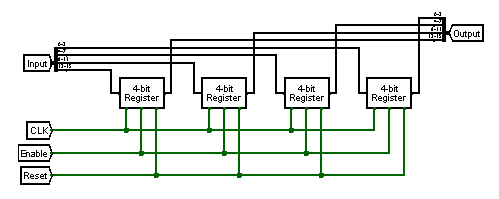 Output
Input
4-bit
Register
4-bit
Register
4-bit
Register
4-bit
Register
CLK
Enable
Reset